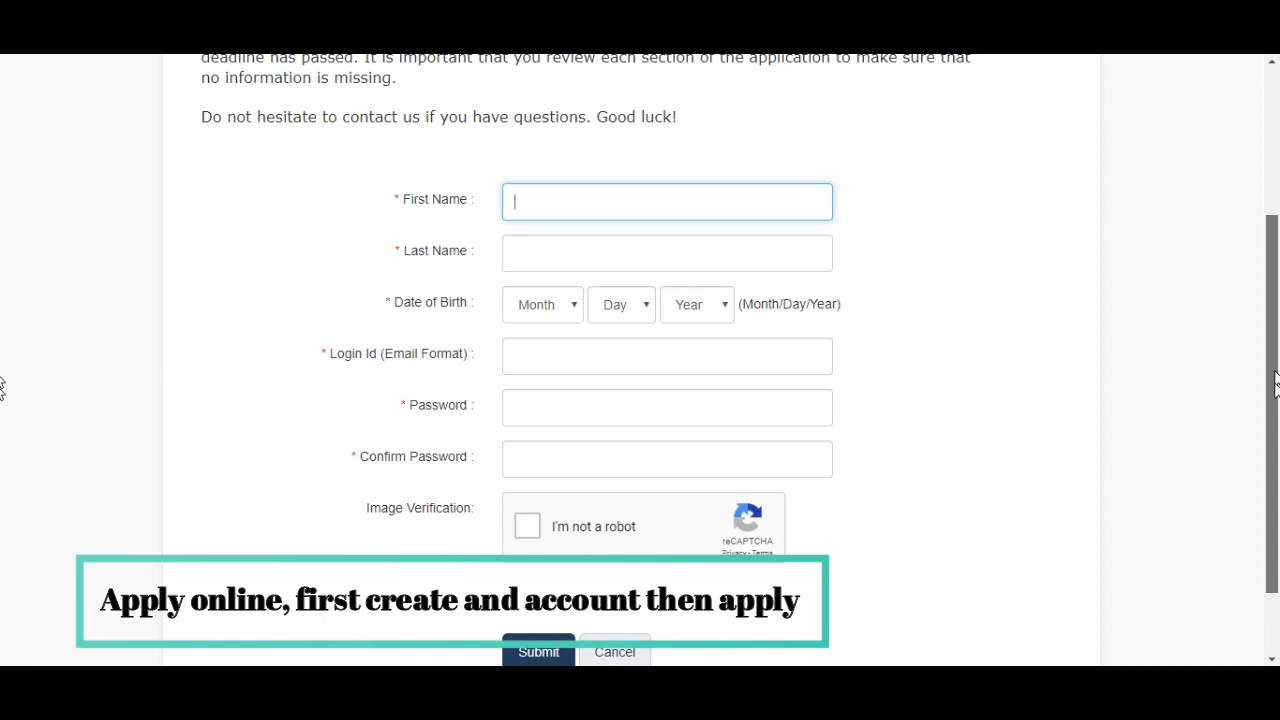 deadline has passed. It is important that you review each section of the application to make sure that
no information is missing.
Do not hesitate to contact us if you have questions. Good luck!
* First Name :
* Last Name :
* Date of Birth : Month Day Year (Month/Day/Year)
* Login Id (Email Format) :
* Password :
* Confirm Password :
Image Verification:
I'm not a robot
reCAPTCHA
Privacy - Terms
Apply online, first create and account then apply
Submit Cancel